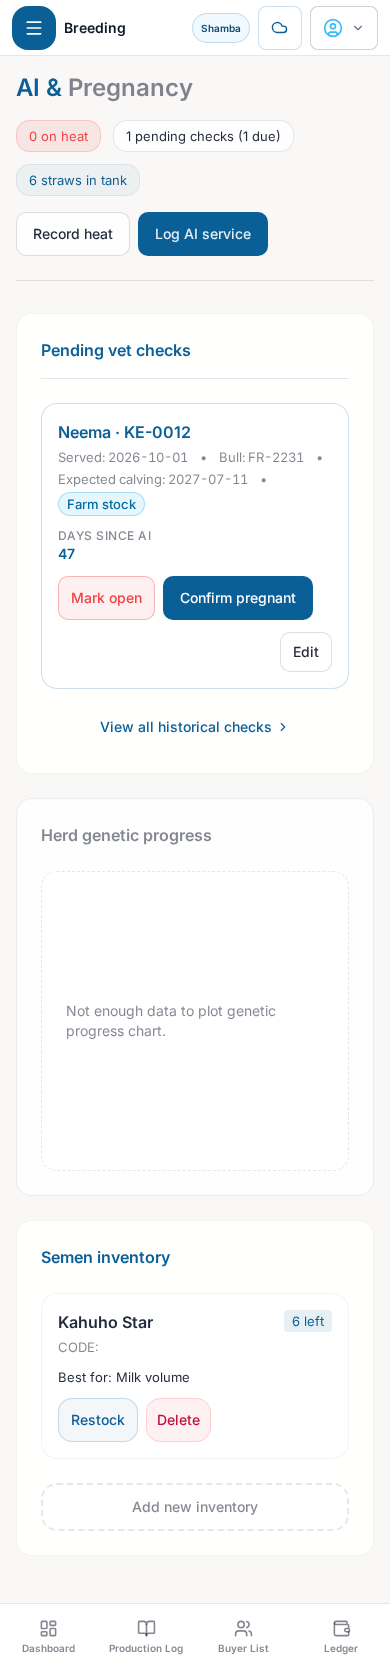 Breeding
Shamba
AI & Pregnancy
0 on heat
1 pending checks (1 due)
6 straws in tank
Record heat
Log AI service
Pending vet checks
Neema · KE-0012
Served: 2026-10-01 • Bull: FR-2231 •
Expected calving: 2027-07-11 •
Farm stock
DAYS SINCE AI
47
Mark open
Confirm pregnant
Edit
View all historical checks
Herd genetic progress
Not enough data to plot genetic
progress chart.
Semen inventory
Kahuho Star
6 left
CODE:
Best for: Milk volume
Restock
Delete
Add new inventory
Dashboard
Production Log
Buyer List
Ledger